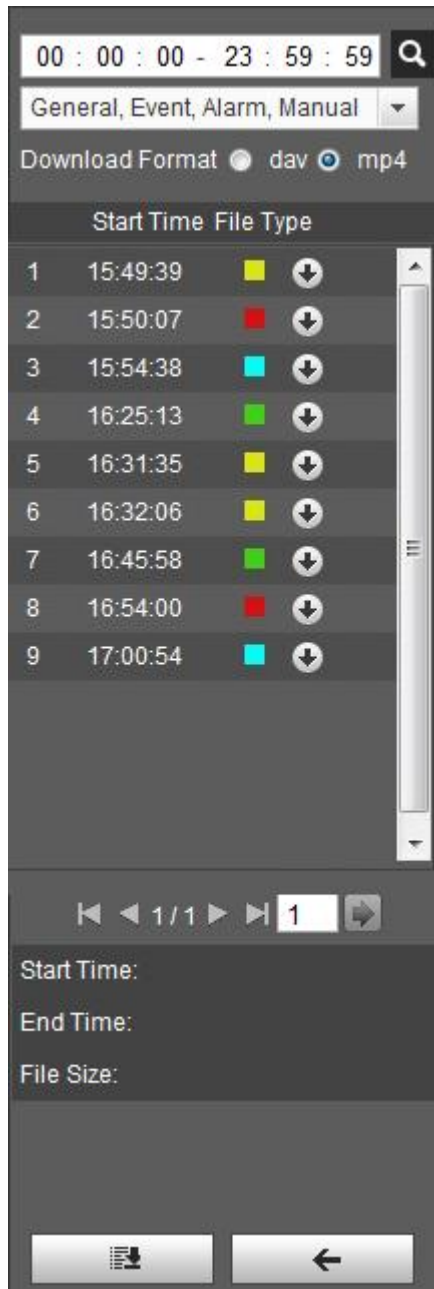 00 : 00 : 00 - 23 : 59 : 59
General, Event, Alarm, Manual
Download Format dav mp4
Start Time File Type
1 15:49:39
2 15:50:07
3 15:54:38
4 16:25:13
5 16:31:35
6 16:32:06
7 16:45:58
8 16:54:00
9 17:00:54
1 / 1 1
Start Time:
End Time:
File Size: